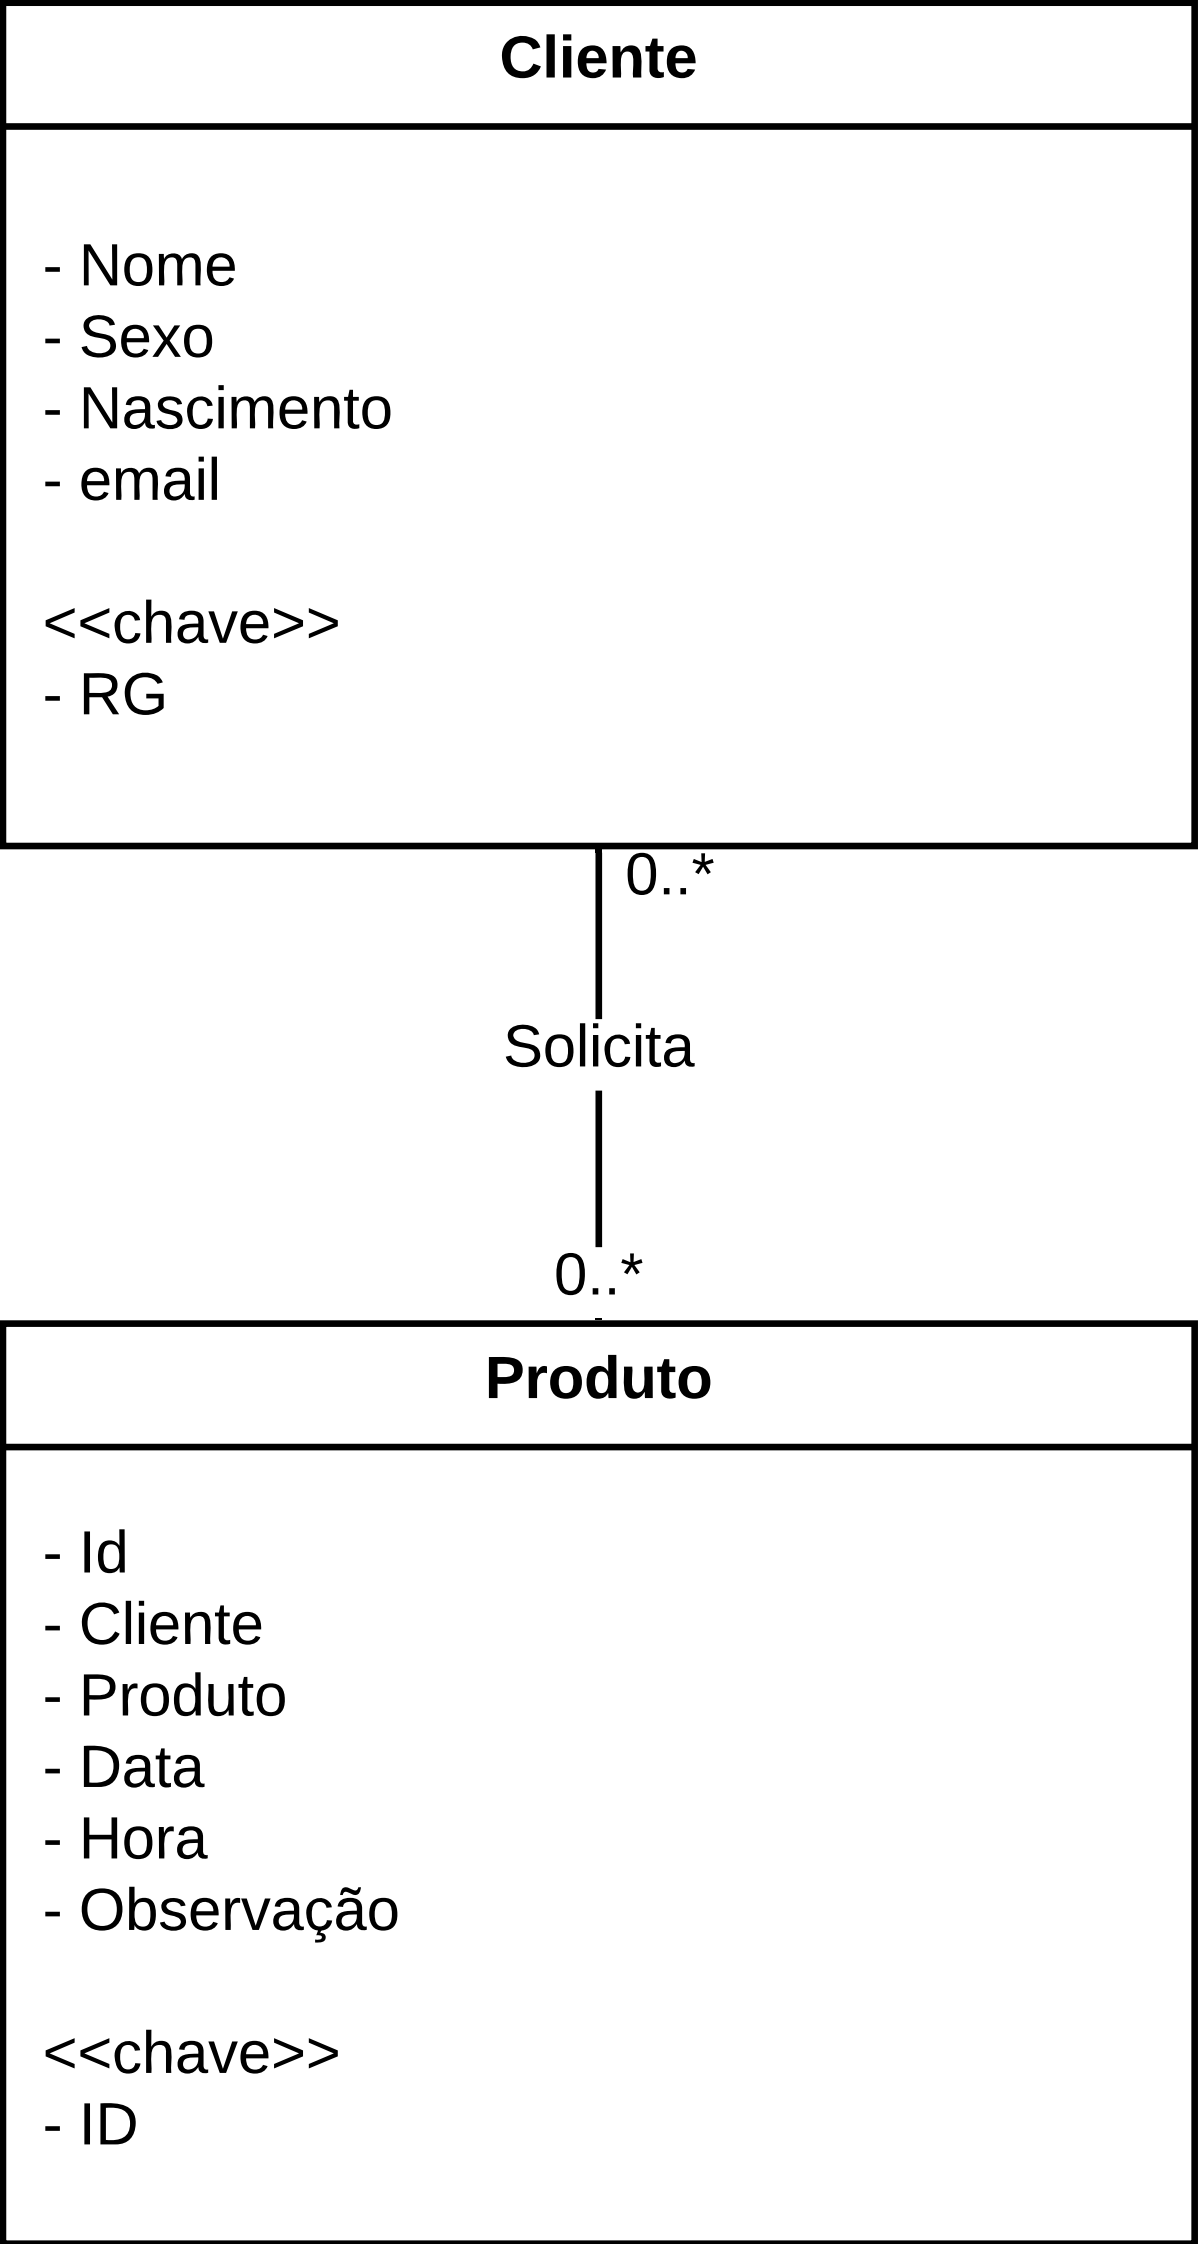 Cliente
- Nome
- Sexo
- Nascimento
- email
<<chave>>
- RG
0..*
Solicita
0..*
Produto
- Id
- Cliente
- Produto
- Data
- Hora
- Observação
<<chave>>
- ID